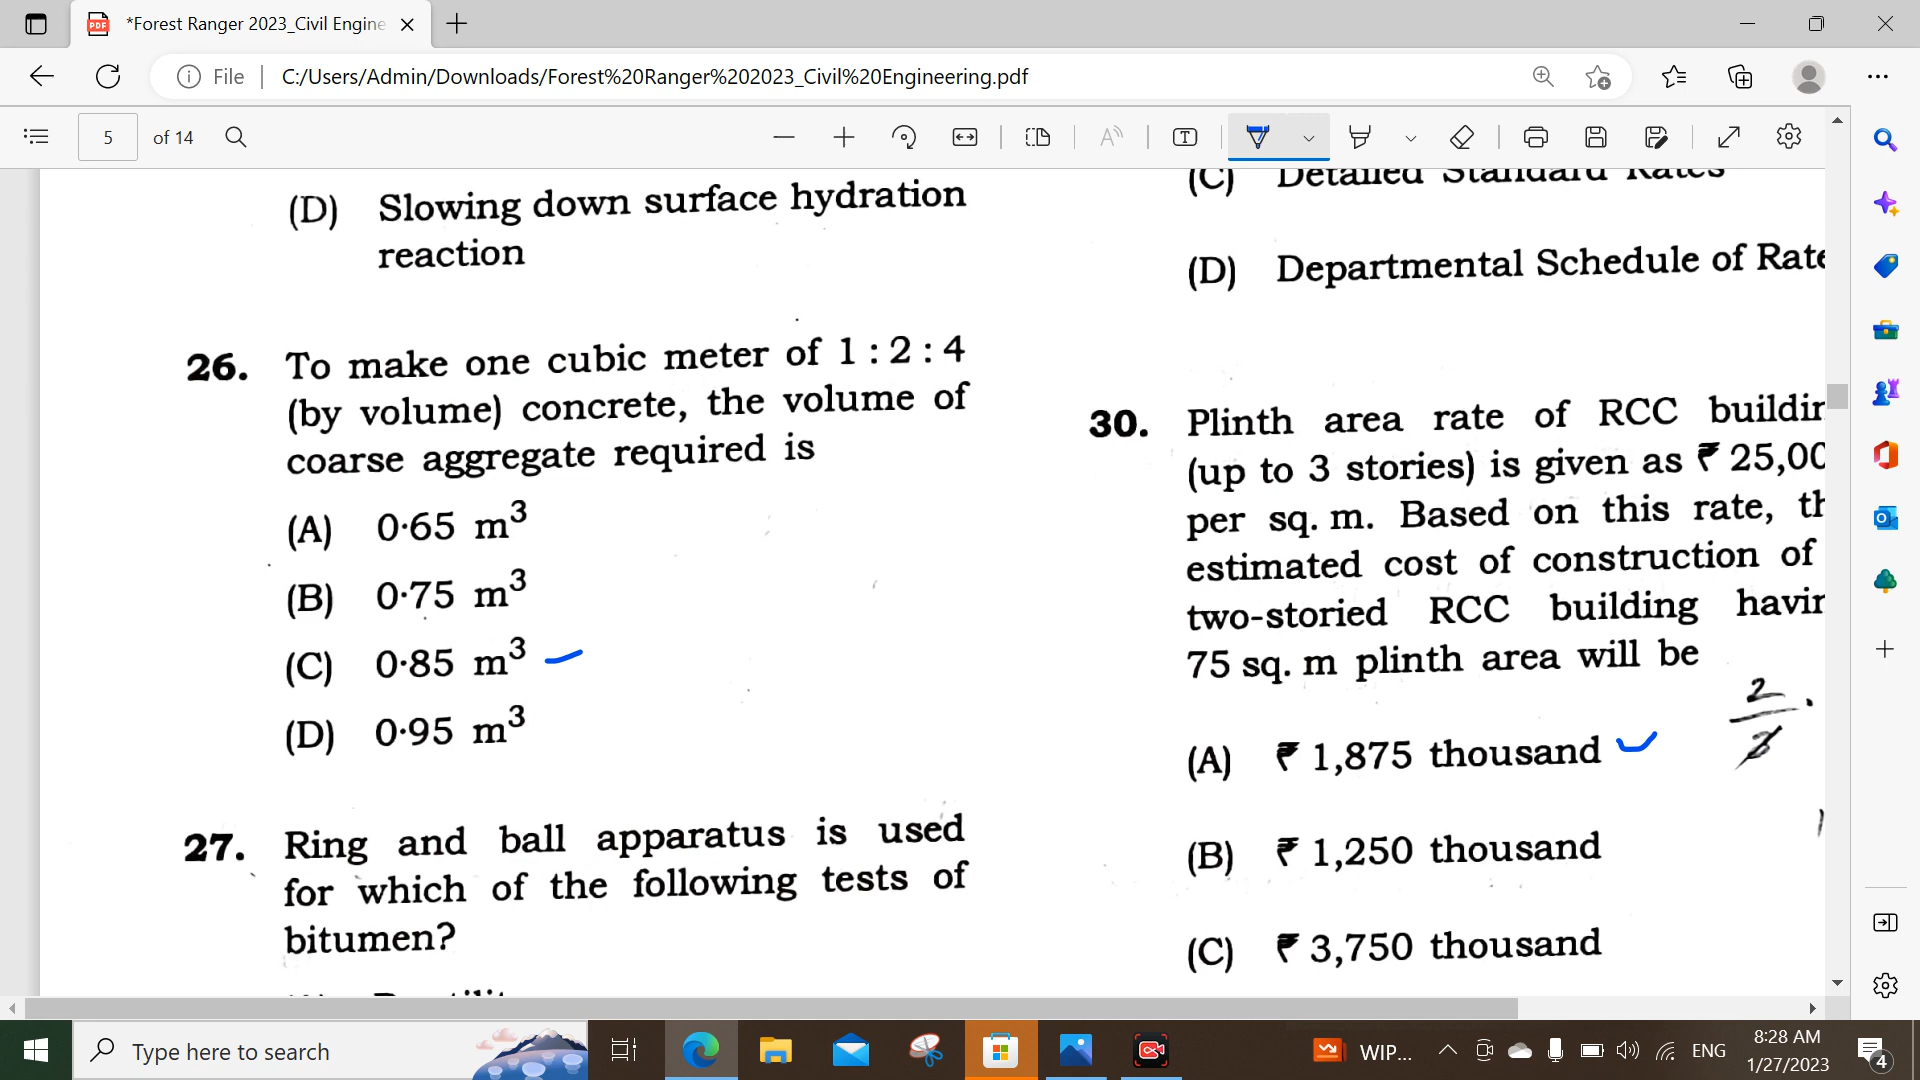 *Forest Ranger 2023_Civil Engine
File
C:/Users/Admin/Downloads/Forest%20Ranger%202023_Civil%20Engineering.pdf
5 of 14
(D) Slowing down surface hydration
reaction
26. To make one cubic meter of 1 : 2 : 4
(by volume) concrete, the volume of
coarse aggregate required is
(A) 0·65 m³
(B) 0·75 m³
(C) 0·85 m³
(D) 0·95 m³
27. Ring and ball apparatus is used
for which of the following tests of
bitumen?
(C) Detailed Standard Rates
(D) Departmental Schedule of Rate
30. Plinth area rate of RCC buildin
(up to 3 stories) is given as ₹ 25,00
per sq. m. Based on this rate, th
estimated cost of construction of
two-storied RCC building havin
75 sq. m plinth area will be
(A) ₹ 1,875 thousand
(B) ₹ 1,250 thousand
(C) ₹ 3,750 thousand
Type here to search
WIP...
ENG
8:28 AM
1/27/2023
4